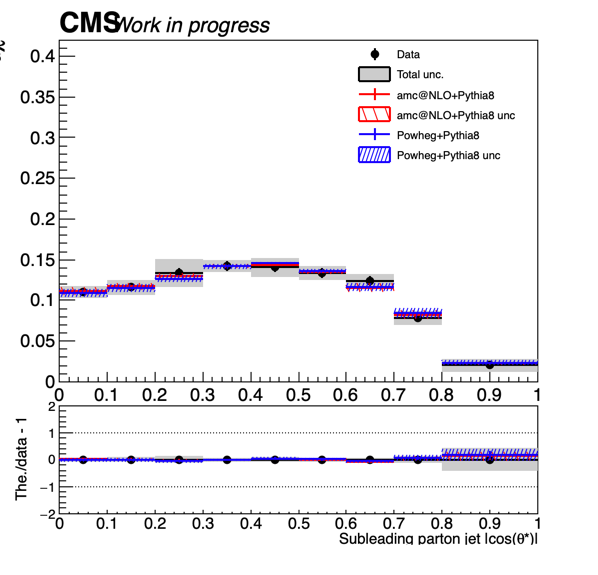 CMS Work in progress
0.4
Data
Total unc.
0.35
amc@NLO+Pythia8
amc@NLO+Pythia8 unc
0.3
Powheg+Pythia8
Powheg+Pythia8 unc
0.25
0.2
0.15
0.1
0.05
0
0 0.1 0.2 0.3 0.4 0.5 0.6 0.7 0.8 0.9 1
The./data - 1
2
1
0
−1
−2
0 0.1 0.2 0.3 0.4 0.5 0.6 0.7 0.8 0.9 1
Subleading parton jet |cos(θ*)|